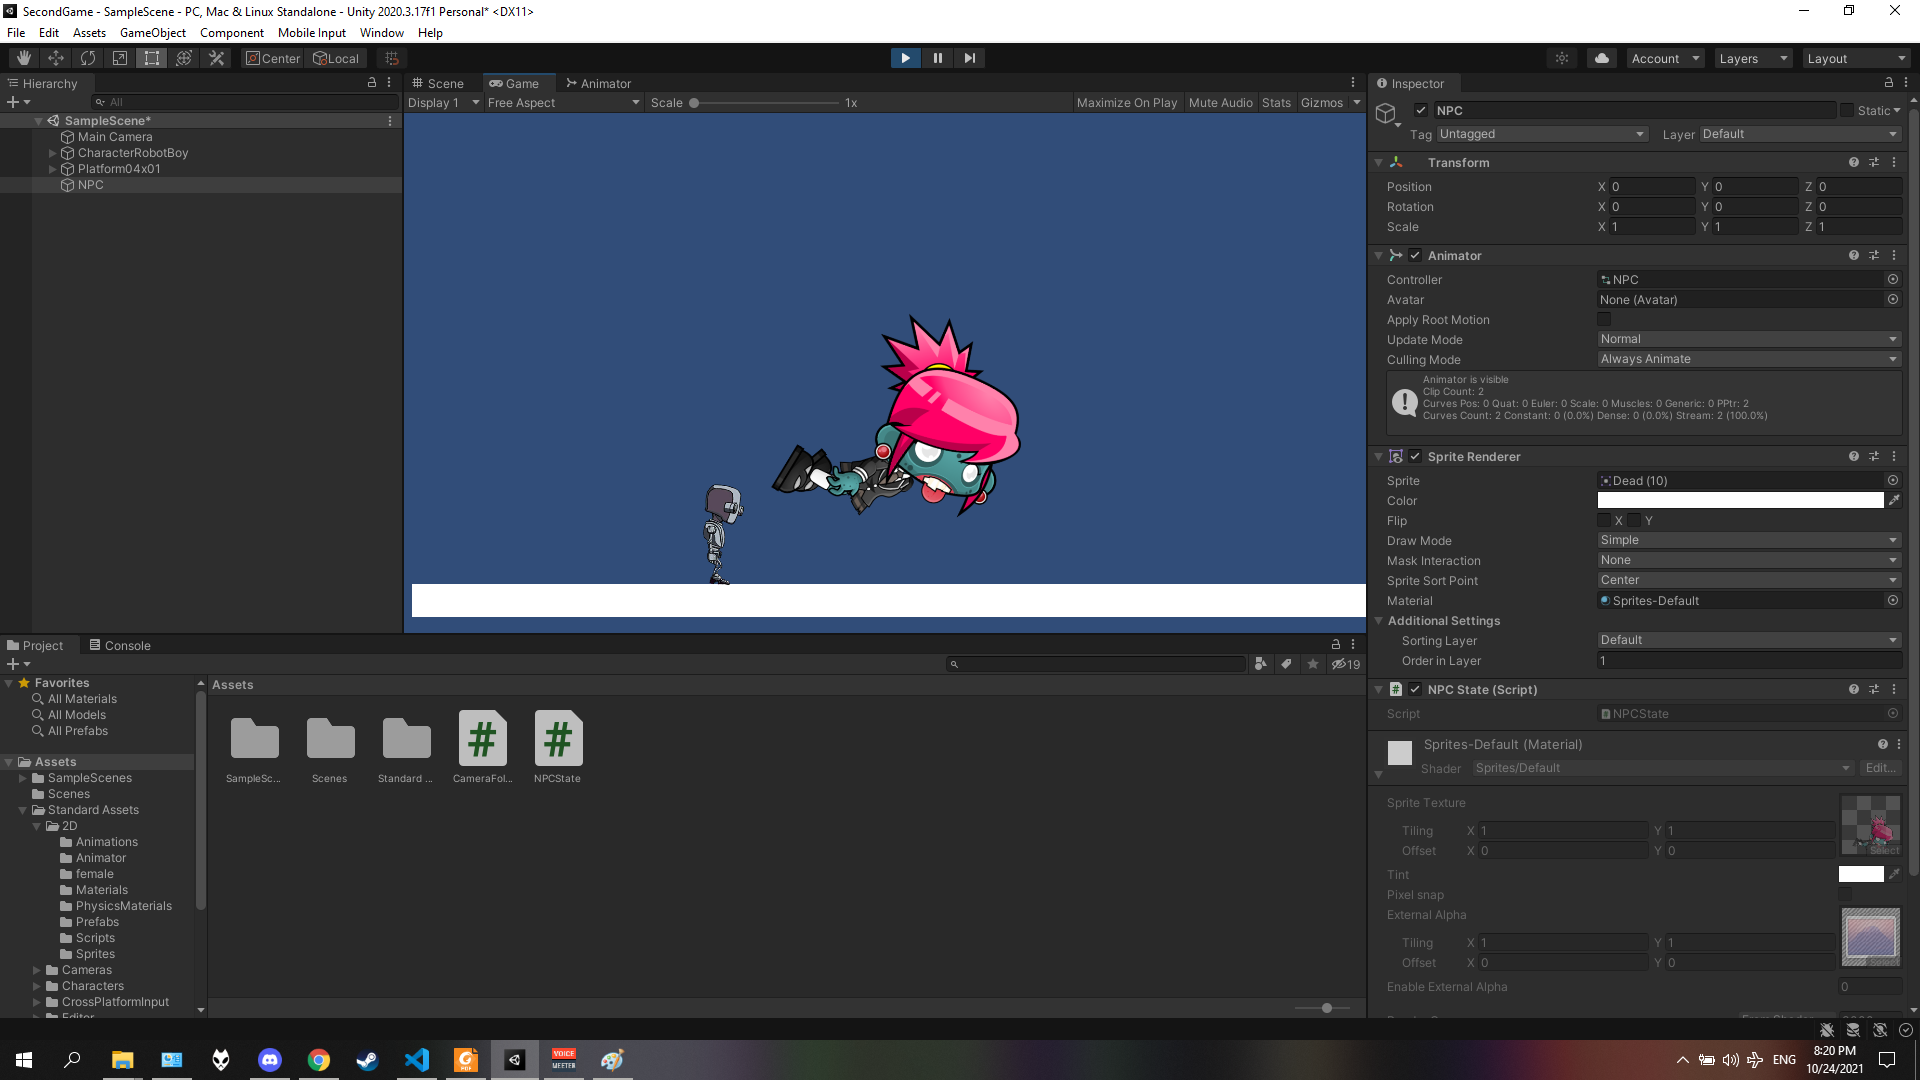 SecondGame - SampleScene - PC, Mac & Linux Standalone - Unity 2020.3.17f1 Personal* <DX11>
File Edit Assets GameObject Component Mobile Input Window Help
Center Local
Account Layers Layout
Hierarchy
All
SampleScene*
Main Camera
CharacterRobotBoy
Platform04x01
NPC
Scene Game Animator
Display 1 Free Aspect Scale 1x Maximize On Play Mute Audio Stats Gizmos
Inspector
NPC Static
Tag Untagged Layer Default
Transform
Position X 0 Y 0 Z 0
Rotation X 0 Y 0 Z 0
Scale X 1 Y 1 Z 1
Animator
Controller NPC
Avatar None (Avatar)
Apply Root Motion
Update Mode Normal
Culling Mode Always Animate
Animator is visible
Clip Count: 2
Curves Pos: 0 Quat: 0 Euler: 0 Scale: 0 Muscles: 0 Generic: 0 PPtr: 2
Curves Count: 2 Constant: 0 (0.0%) Dense: 0 (0.0%) Stream: 2 (100.0%)
Sprite Renderer
Sprite Dead (10)
Color
Flip X Y
Draw Mode Simple
Mask Interaction None
Sprite Sort Point Center
Material Sprites-Default
Additional Settings
Sorting Layer Default
Order in Layer 1
NPC State (Script)
Script NPCState
Sprites-Default (Material)
Shader Sprites/Default Edit...
Sprite Texture
Tiling X 1 Y 1
Offset X 0 Y 0
Select
Tint
Pixel snap
External Alpha
Tiling X 1 Y 1
Offset X 0 Y 0
Select
Enable External Alpha 0
Project Console
19
Favorites
All Materials
All Models
All Prefabs
Assets
SampleScenes
Scenes
Standard Assets
2D
Animations
Animator
female
Materials
PhysicsMaterials
Prefabs
Scripts
Sprites
Cameras
Characters
CrossPlatformInput
Editor
Assets
SampleSc... Scenes Standard ... CameraFol... NPCState
VOICE
MEETER
PDF
ENG
8:20 PM
10/24/2021